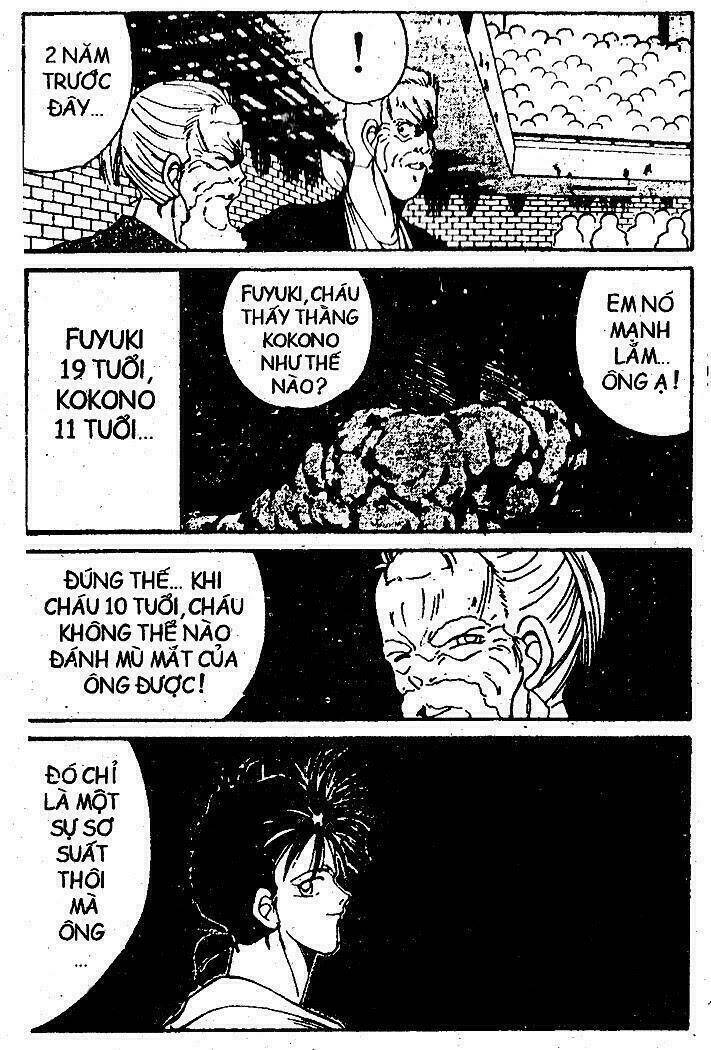 2 NĂM
TRƯỚC
ĐÂY...
!
FUYUKI
19 TUỔI,
KOKONO
11 TUỔI...
FUYUKI, CHÁU
THẤY THẰNG
KOKONO
NHƯ THẾ
NÀO?
EM NÓ
MẠNH
LẮM...
ÔNG Ạ!
ĐÚNG THẾ... KHI
CHÁU 10 TUỔI, CHÁU
KHÔNG THỂ NÀO
ĐÁNH MÙ MẮT CỦA
ÔNG ĐƯỢC!
ĐÓ CHỈ
LÀ MỘT
SỰ SƠ
SUẤT
THÔI
MÀ
ÔNG
...